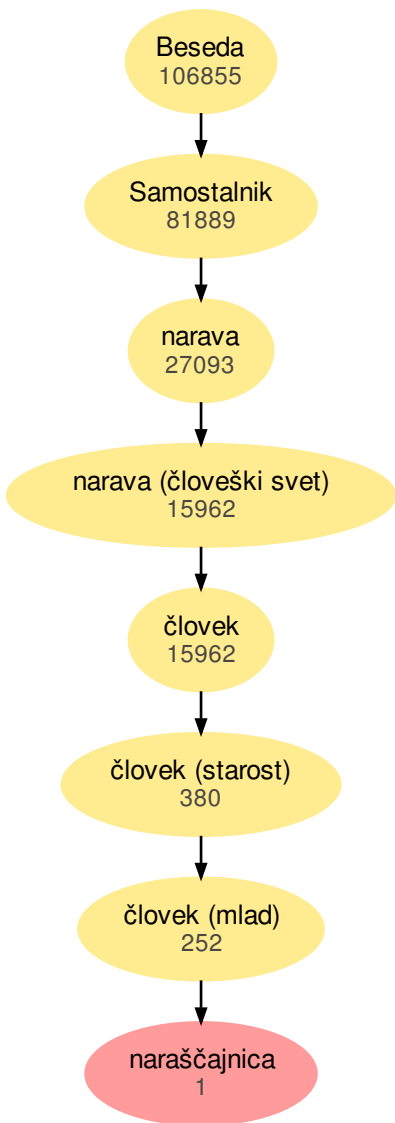 Beseda
106855
Samostalnik
81889
narava
27093
narava (človeški svet)
15962
človek
15962
človek (starost)
380
človek (mlad)
252
naraščajnica
1